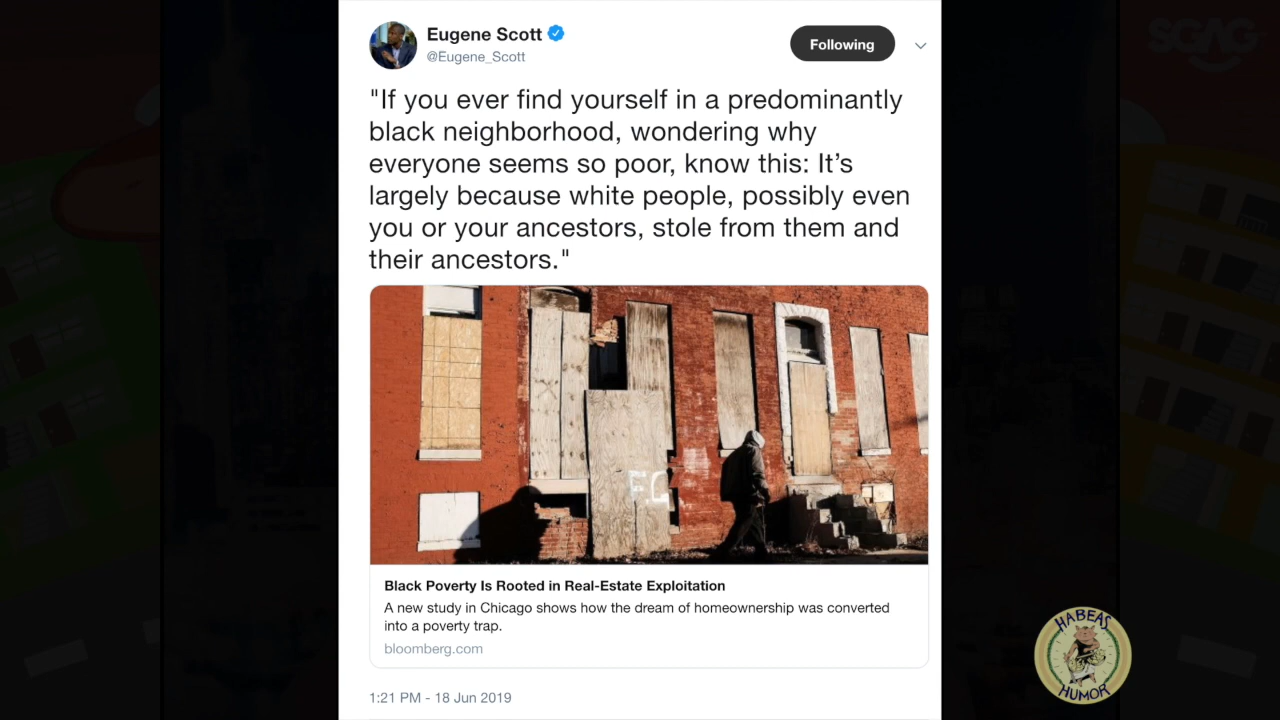 Eugene Scott
@Eugene_Scott
Following
SGAG
"If you ever find yourself in a predominantly
black neighborhood, wondering why
everyone seems so poor, know this: It’s
largely because white people, possibly even
you or your ancestors, stole from them and
their ancestors."
F.C
Black Poverty Is Rooted in Real-Estate Exploitation
A new study in Chicago shows how the dream of homeownership was converted
into a poverty trap.
bloomberg.com
HABEAS
HUMOR
1:21 PM - 18 Jun 2019